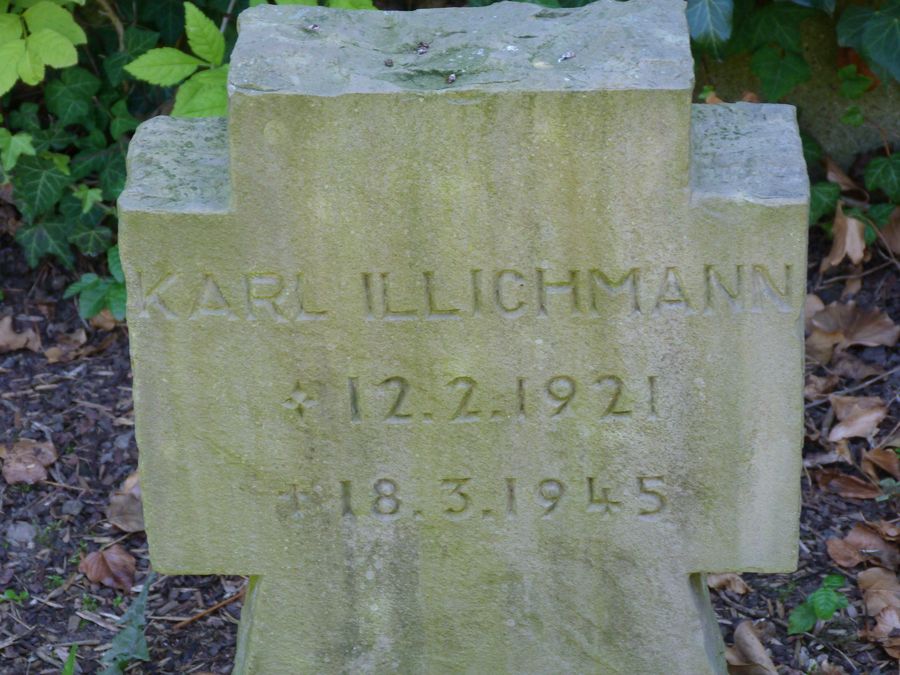 KARL ILLICHMANN
✧ 12.2.1921
† 18.3.1945